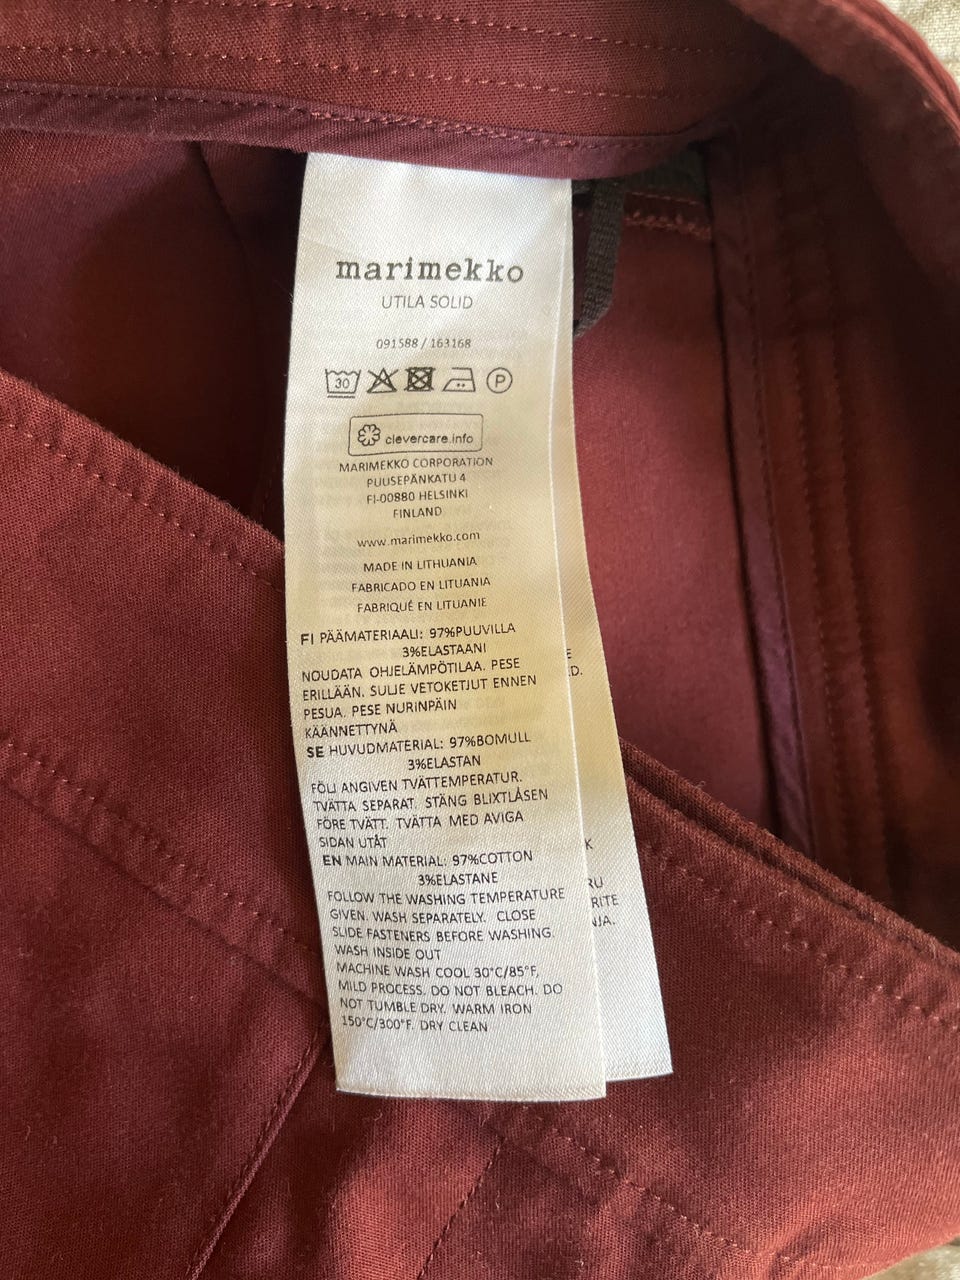 marimekko
UTILA SOLID
091588 / 163168
30 P
clevercare.info
MARIMEKKO CORPORATION
PUUSEPÄNKATU 4
FI-00880 HELSINKI
FINLAND
www.marimekko.com
MADE IN LITHUANIA
FABRICADO EN LITUANIA
FABRIQUÉ EN LITUANIE
FI PÄÄMATERIAALI: 97%PUUVILLA
3%ELASTAANI
NOUDATA OHJELÄMPÖTILAA. PESE
ERILLÄÄN. SULJE VETOKETJUT ENNEN
PESUA. PESE NURINPÄIN
KÄÄNNETTYNÄ
SE HUVUDMATERIAL: 97%BOMULL
3%ELASTAN
FÖLJ ANGIVEN TVÄTTEMPERATUR.
TVÄTTA SEPARAT. STÄNG BLIXTLÅSEN
FÖRE TVÄTT. TVÄTTA MED AVIGA
SIDAN UTÅT
EN MAIN MATERIAL: 97%COTTON
3%ELASTANE
FOLLOW THE WASHING TEMPERATURE
GIVEN. WASH SEPARATELY. CLOSE
SLIDE FASTENERS BEFORE WASHING.
WASH INSIDE OUT
MACHINE WASH COOL 30°C/85°F,
MILD PROCESS. DO NOT BLEACH. DO
NOT TUMBLE DRY. WARM IRON
150°C/300°F. DRY CLEAN
E
D.
K
RU
RITE
NJA.